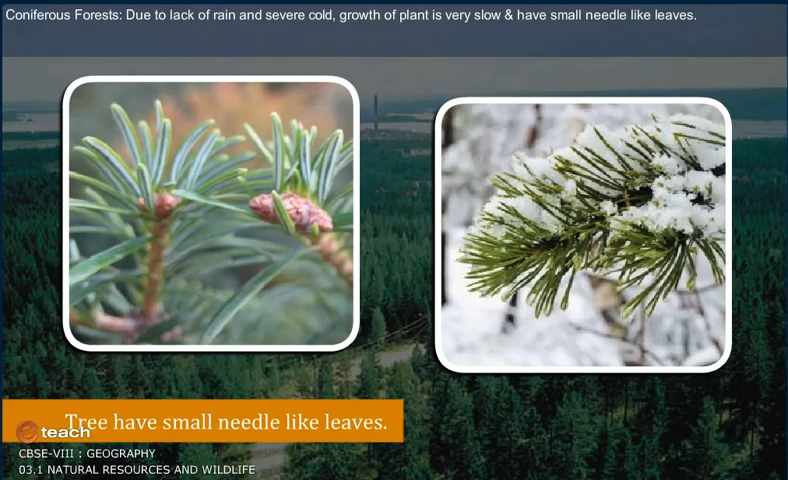 Coniferous Forests: Due to lack of rain and severe cold, growth of plant is very slow & have small needle like leaves.
Tree have small needle like leaves.
e teach
CBSE-VIII : GEOGRAPHY
03.1 NATURAL RESOURCES AND WILDLIFE